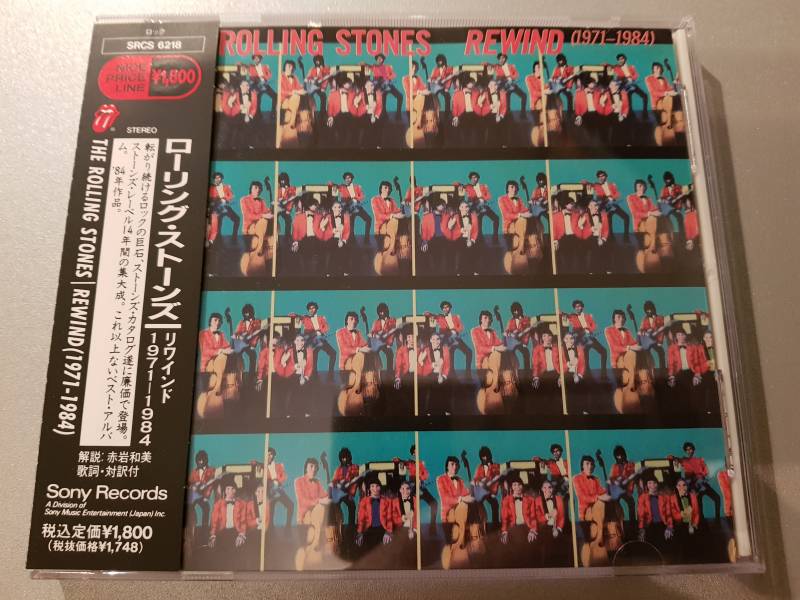 ロック
SRCS 6218
NICE
PRICE
LINE
¥1,800
STEREO
THE ROLLING STONES | REWIND (1971-1984)
ローリング・ストーンズ | リワインド
1971—1984
転がり続けるロックの巨石、ストーンズ・カタログ遂に廉価で登場。
ストーンズ・レーベル14年間の集大成。これ以上ないベスト・アルバ
ム。 '84年作品。
解説:赤岩和美
歌詞・対訳付
Sony Records
A Division of
Sony Music Entertainment (Japan) Inc.
税込定価¥1,800
(税抜価格¥1,748)
ROLLING STONES REWIND (1971-1984)